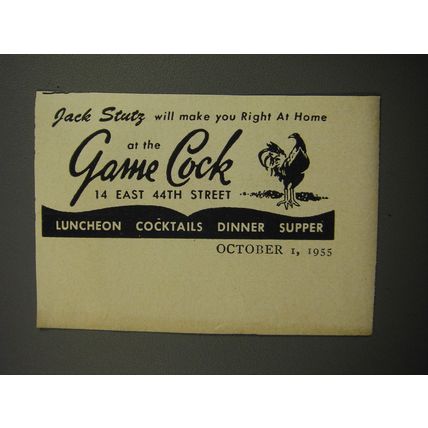 Jack Stutz will make you Right At Home
at the
Game Cock
14 EAST 44TH STREET
LUNCHEON COCKTAILS DINNER SUPPER
OCTOBER 1, 1955